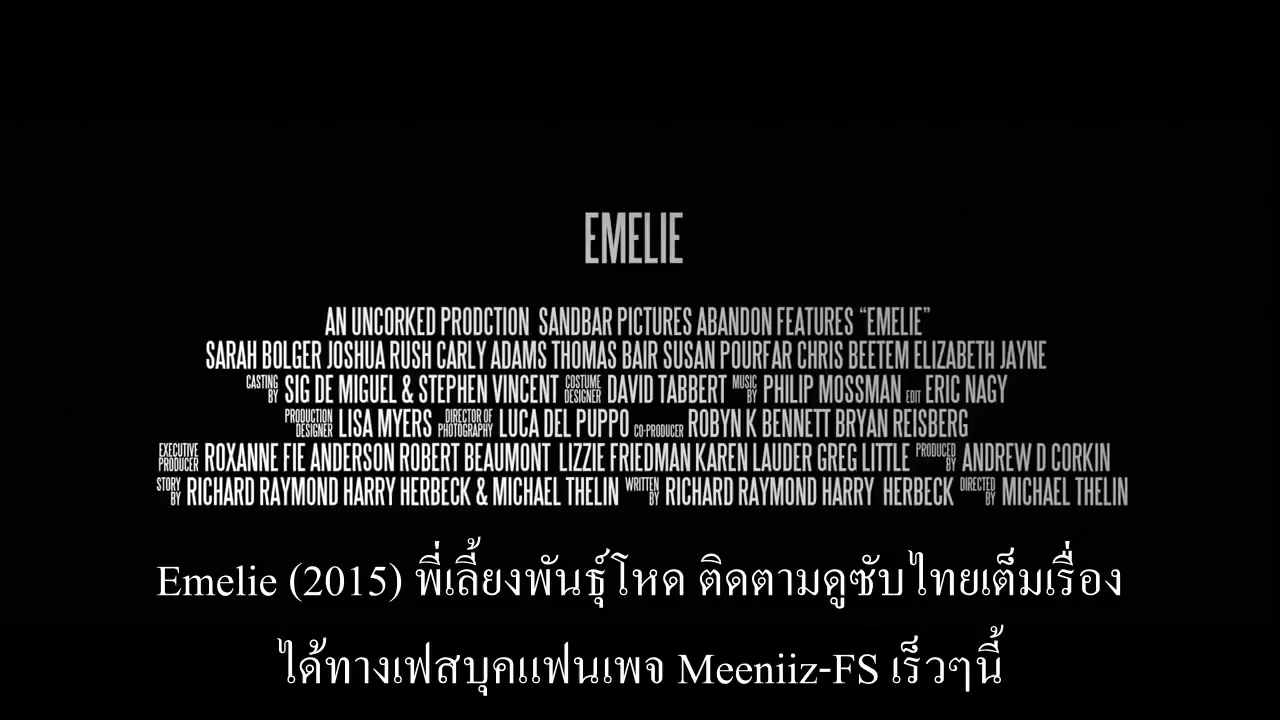 EMELIE
AN UNCORKED PRODCTION SANDBAR PICTURES ABANDON FEATURES “EMELIE”
SARAH BOLGER JOSHUA RUSH CARLY ADAMS THOMAS BAIR SUSAN POURFAR CHRIS BEETEM ELIZABETH JAYNE
CASTING BY SIG DE MIGUEL & STEPHEN VINCENT COSTUME DESIGNER DAVID TABBERT MUSIC BY PHILIP MOSSMAN EDIT ERIC NAGY
PRODUCTION DESIGNER LISA MYERS DIRECTOR OF PHOTOGRAPHY LUCA DEL PUPPO CO-PRODUCER ROBYN K BENNETT BRYAN REISBERG
EXECUTIVE PRODUCER ROXANNE FIE ANDERSON ROBERT BEAUMONT LIZZIE FRIEDMAN KAREN LAUDER GREG LITTLE PRODUCED BY ANDREW D CORKIN
STORY BY RICHARD RAYMOND HARRY HERBECK & MICHAEL THELIN WRITTEN BY RICHARD RAYMOND HARRY HERBECK DIRECTED BY MICHAEL THELIN
Emelie (2015) พี่เลี้ยงพันธุ์โหด ติดตามดูซับไทยเต็มเรื่อง
ได้ทางเฟสบุคแฟนเพจ Meeniiz-FS เร็วๆนี้